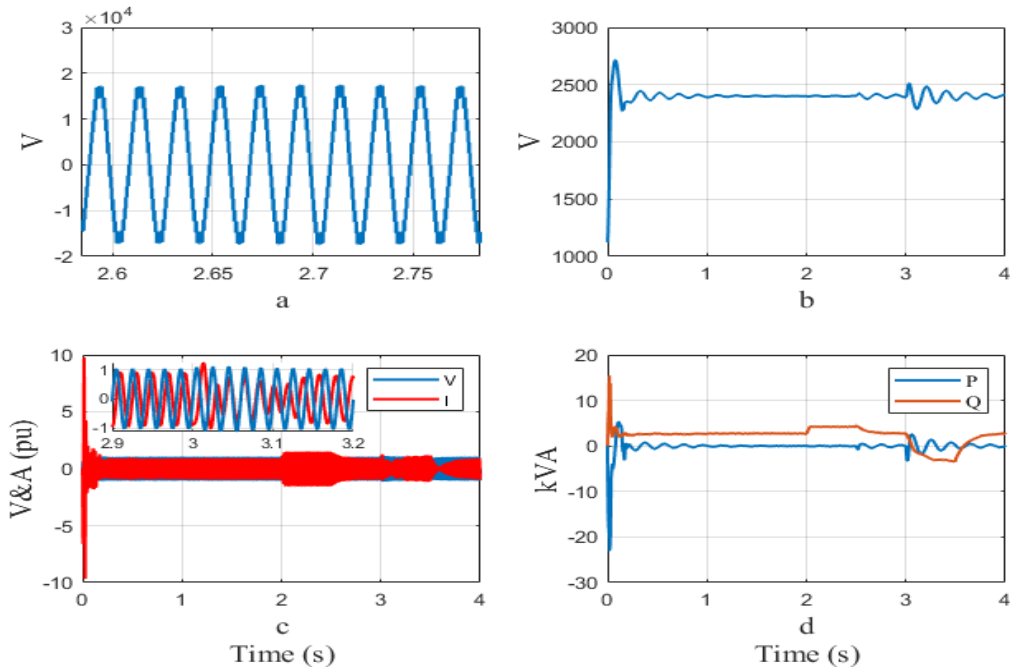 ×10⁴
3
2
1
0
-1
-2
V
2.6 2.65 2.7 2.75
a
3000
2500
2000
1500
1000
V
0 1 2 3 4
b
10
5
0
-5
-10
V&A (pu)
1
0
-1
2.9 3 3.1 3.2
V
I
0 1 2 3 4
c
Time (s)
20
10
0
-10
-20
-30
kVA
P
Q
0 1 2 3 4
d
Time (s)